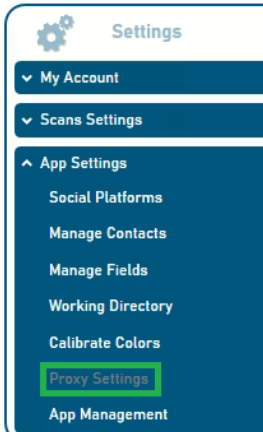 Settings
My Account
Scans Settings
App Settings
Social Platforms
Manage Contacts
Manage Fields
Working Directory
Calibrate Colors
Proxy Settings
App Management